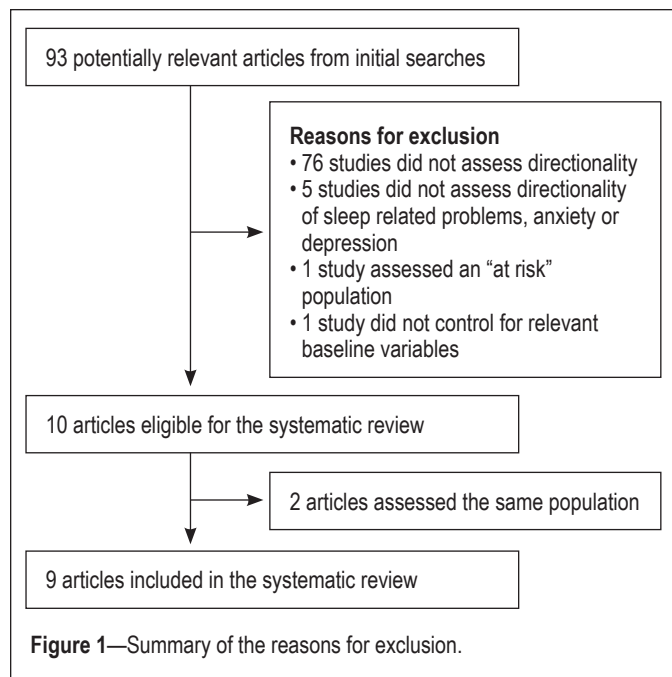 93 potentially relevant articles from initial searches
Reasons for exclusion
• 76 studies did not assess directionality
• 5 studies did not assess directionality
of sleep related problems, anxiety or
depression
• 1 study assessed an “at risk”
population
• 1 study did not control for relevant
baseline variables
10 articles eligible for the systematic review
2 articles assessed the same population
9 articles included in the systematic review
Figure 1—Summary of the reasons for exclusion.